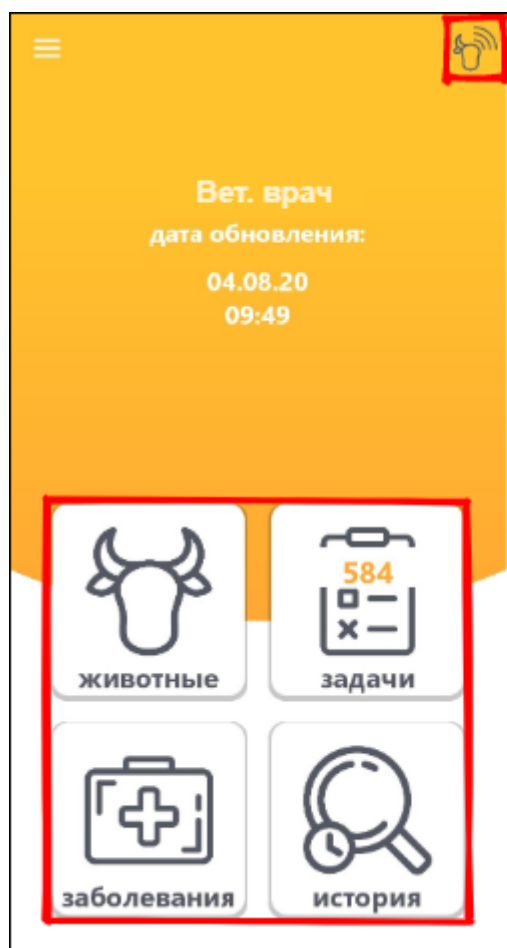 Вет. врач
дата обновления:
04.08.20
09:49
584
животные
задачи
заболевания
история